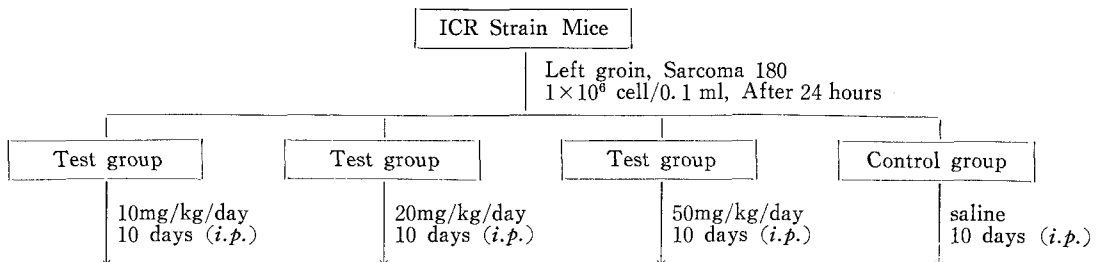 ICR Strain Mice
Left groin, Sarcoma 180
1×10⁶ cell/0.1 ml, After 24 hours
Test group
Test group
Test group
Control group
10mg/kg/day
10 days (i.p.)
20mg/kg/day
10 days (i.p.)
50mg/kg/day
10 days (i.p.)
saline
10 days (i.p.)